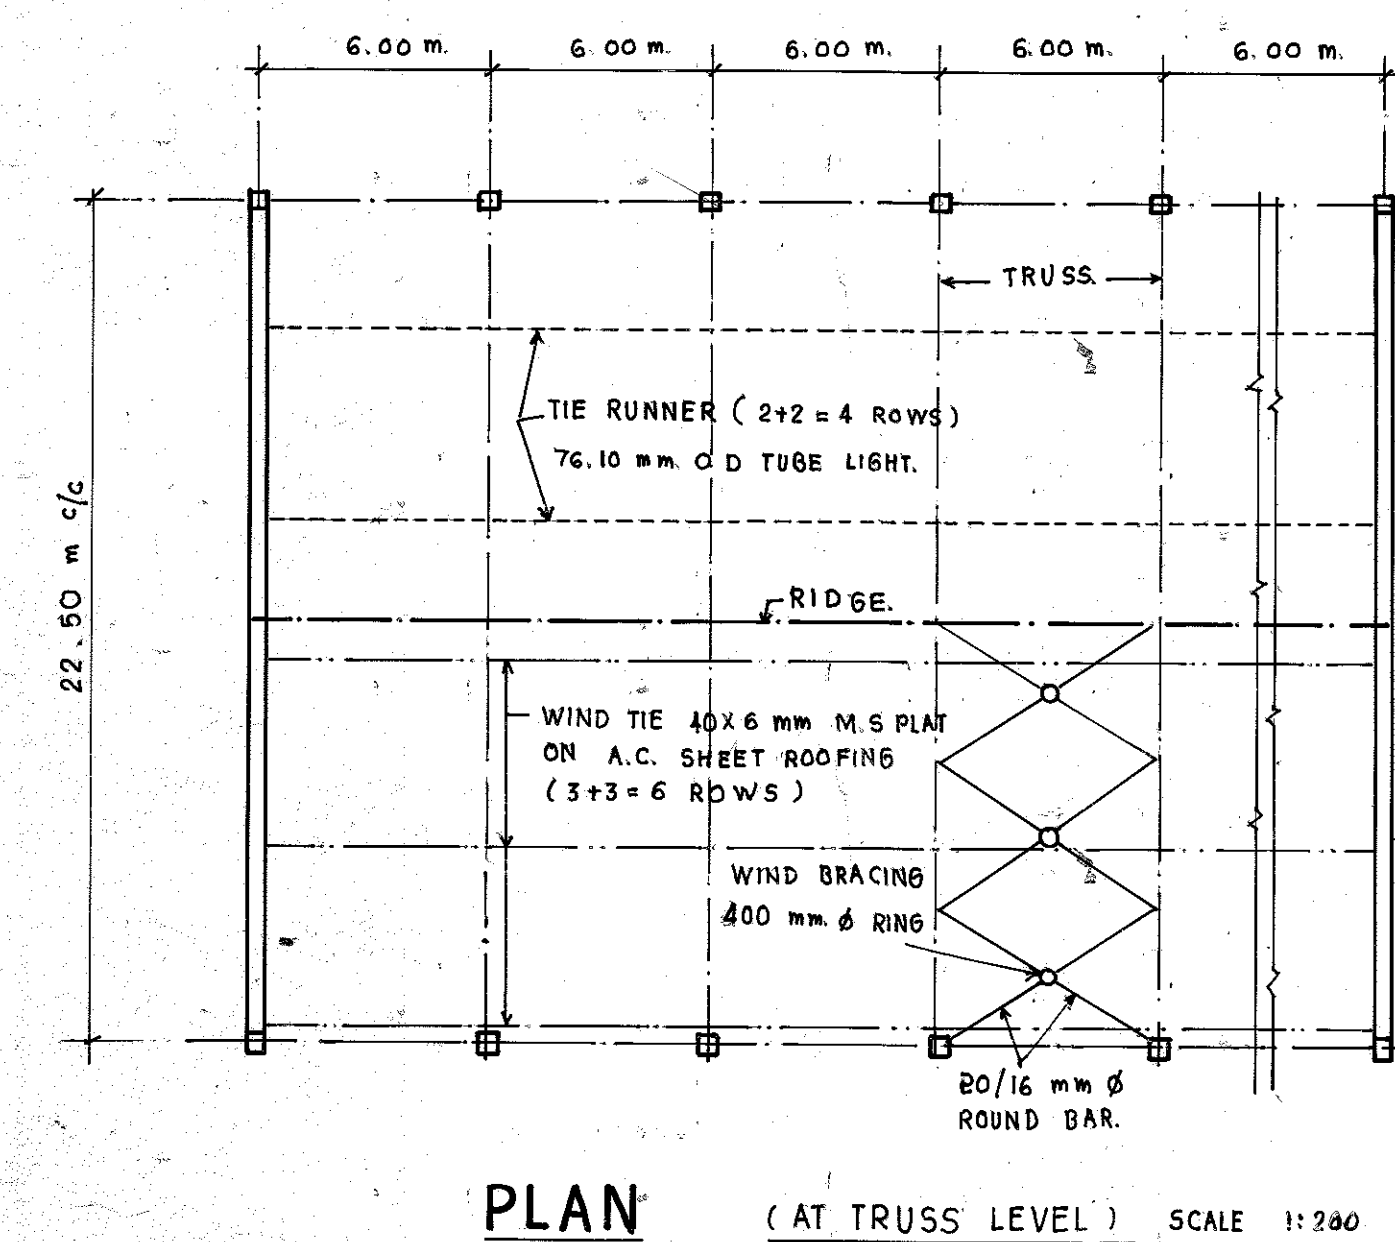 6.00 m. 6.00 m. 6.00 m. 6.00 m. 6.00 m.
TRUSS.
TIE RUNNER ( 2+2 = 4 ROWS )
76.10 mm. O D TUBE LIGHT.
22.50 m c/c
RIDGE.
WIND TIE 40X6 mm M.S PLAT
ON A.C. SHEET ROOFING
( 3+3 = 6 ROWS )
WIND BRACING
400 mm. ϕ RING
20/16 mm ϕ
ROUND BAR.
PLAN ( AT TRUSS LEVEL ) SCALE 1:200